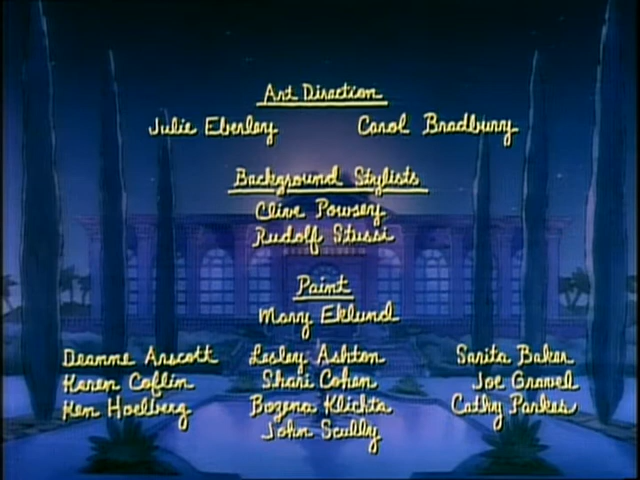 Art Direction
Julie Eberley Carol Bradbury
Background Stylists
Clive Powsey
Rudolf Stussi
Paint
Mary Eklund
Deanne Arscott Lesley Ashton Sarita Baker
Karen Coflin Shari Cohen Joe Gravel
Ken Hoelberg Bozena Klichta Cathy Parkes
John Scully